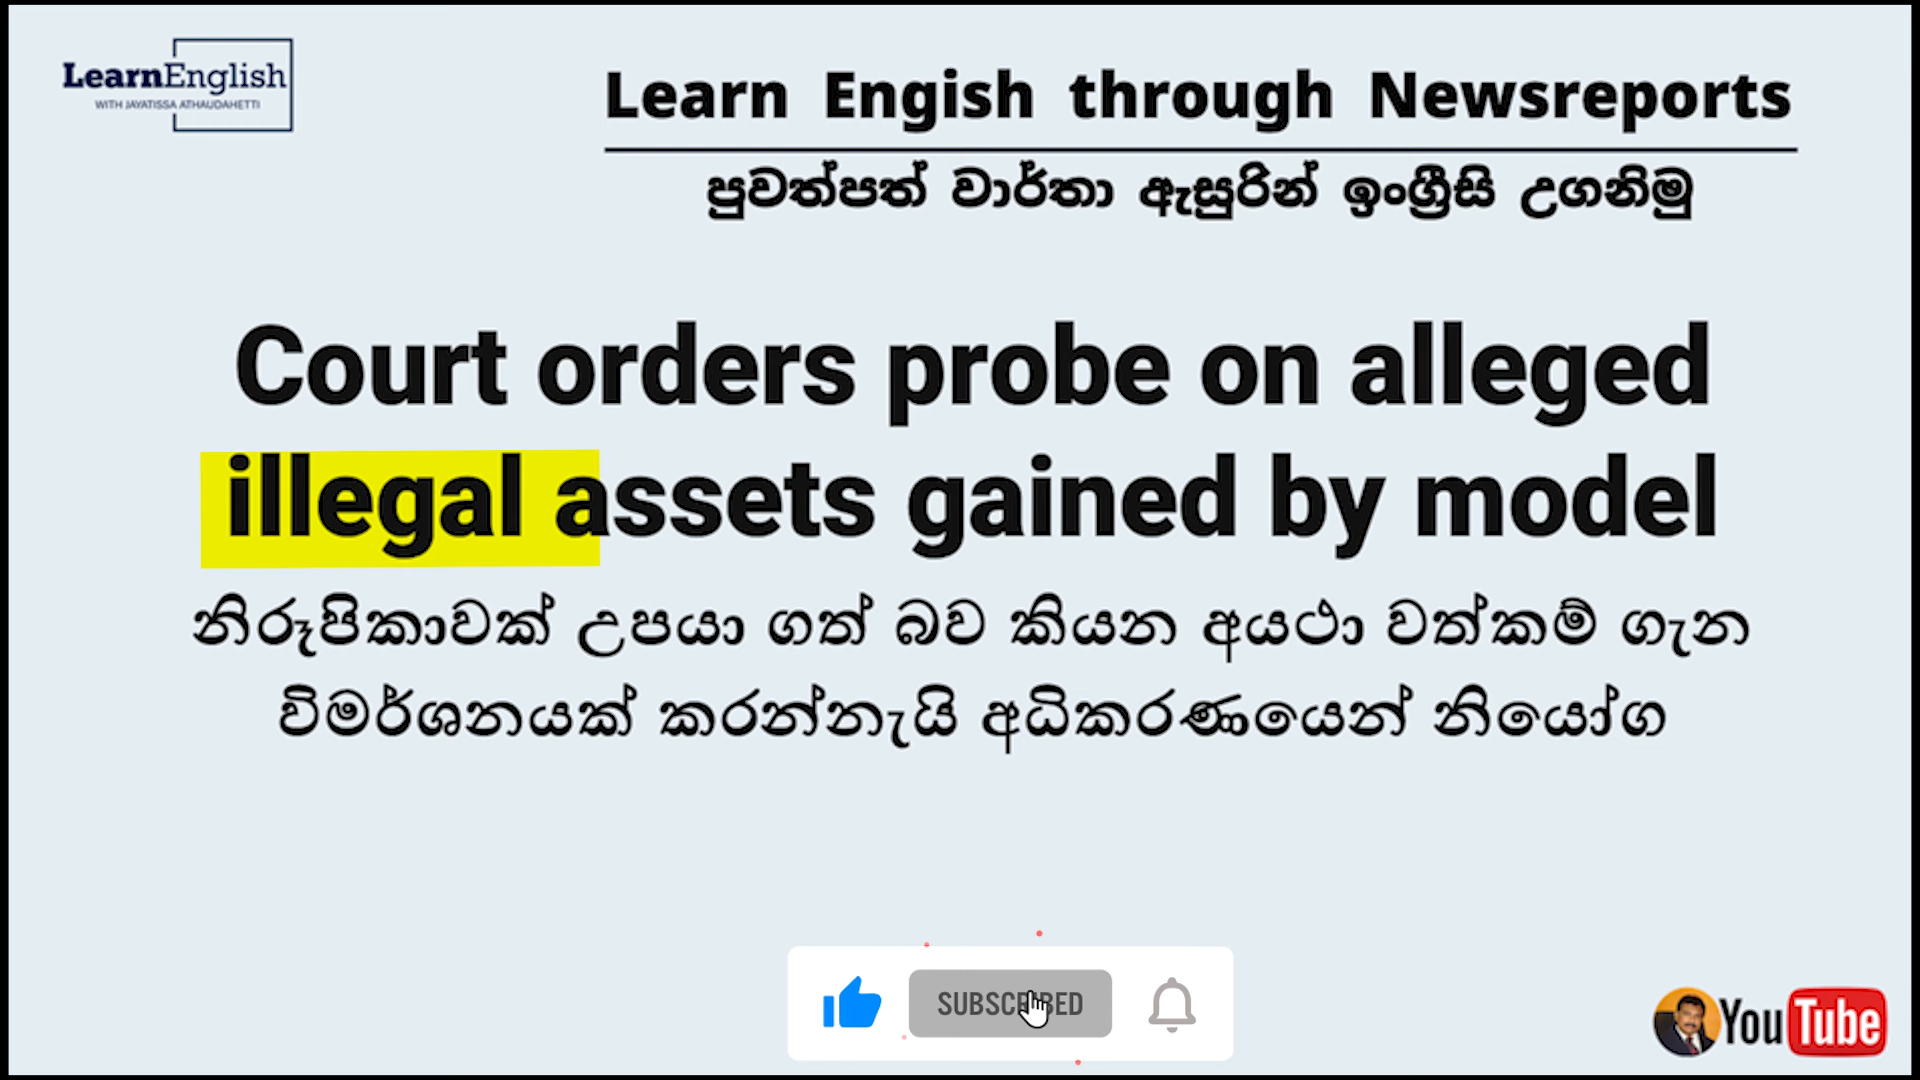 LearnEnglish
WITH JAYATISSA ATHAUDAHETTI
Learn Engish through Newsreports
පුවත්පත් වාර්තා ඇසුරින් ඉංග්‍රීසි උගනිමු
Court orders probe on alleged
illegal assets gained by model
නිරූපිකාවක් උපයා ගත් බව කියන අයථා වත්කම් ගැන
විමර්ශනයක් කරන්නැයි අධිකරණයෙන් නියෝග
SUBSCRIBED
YouTube